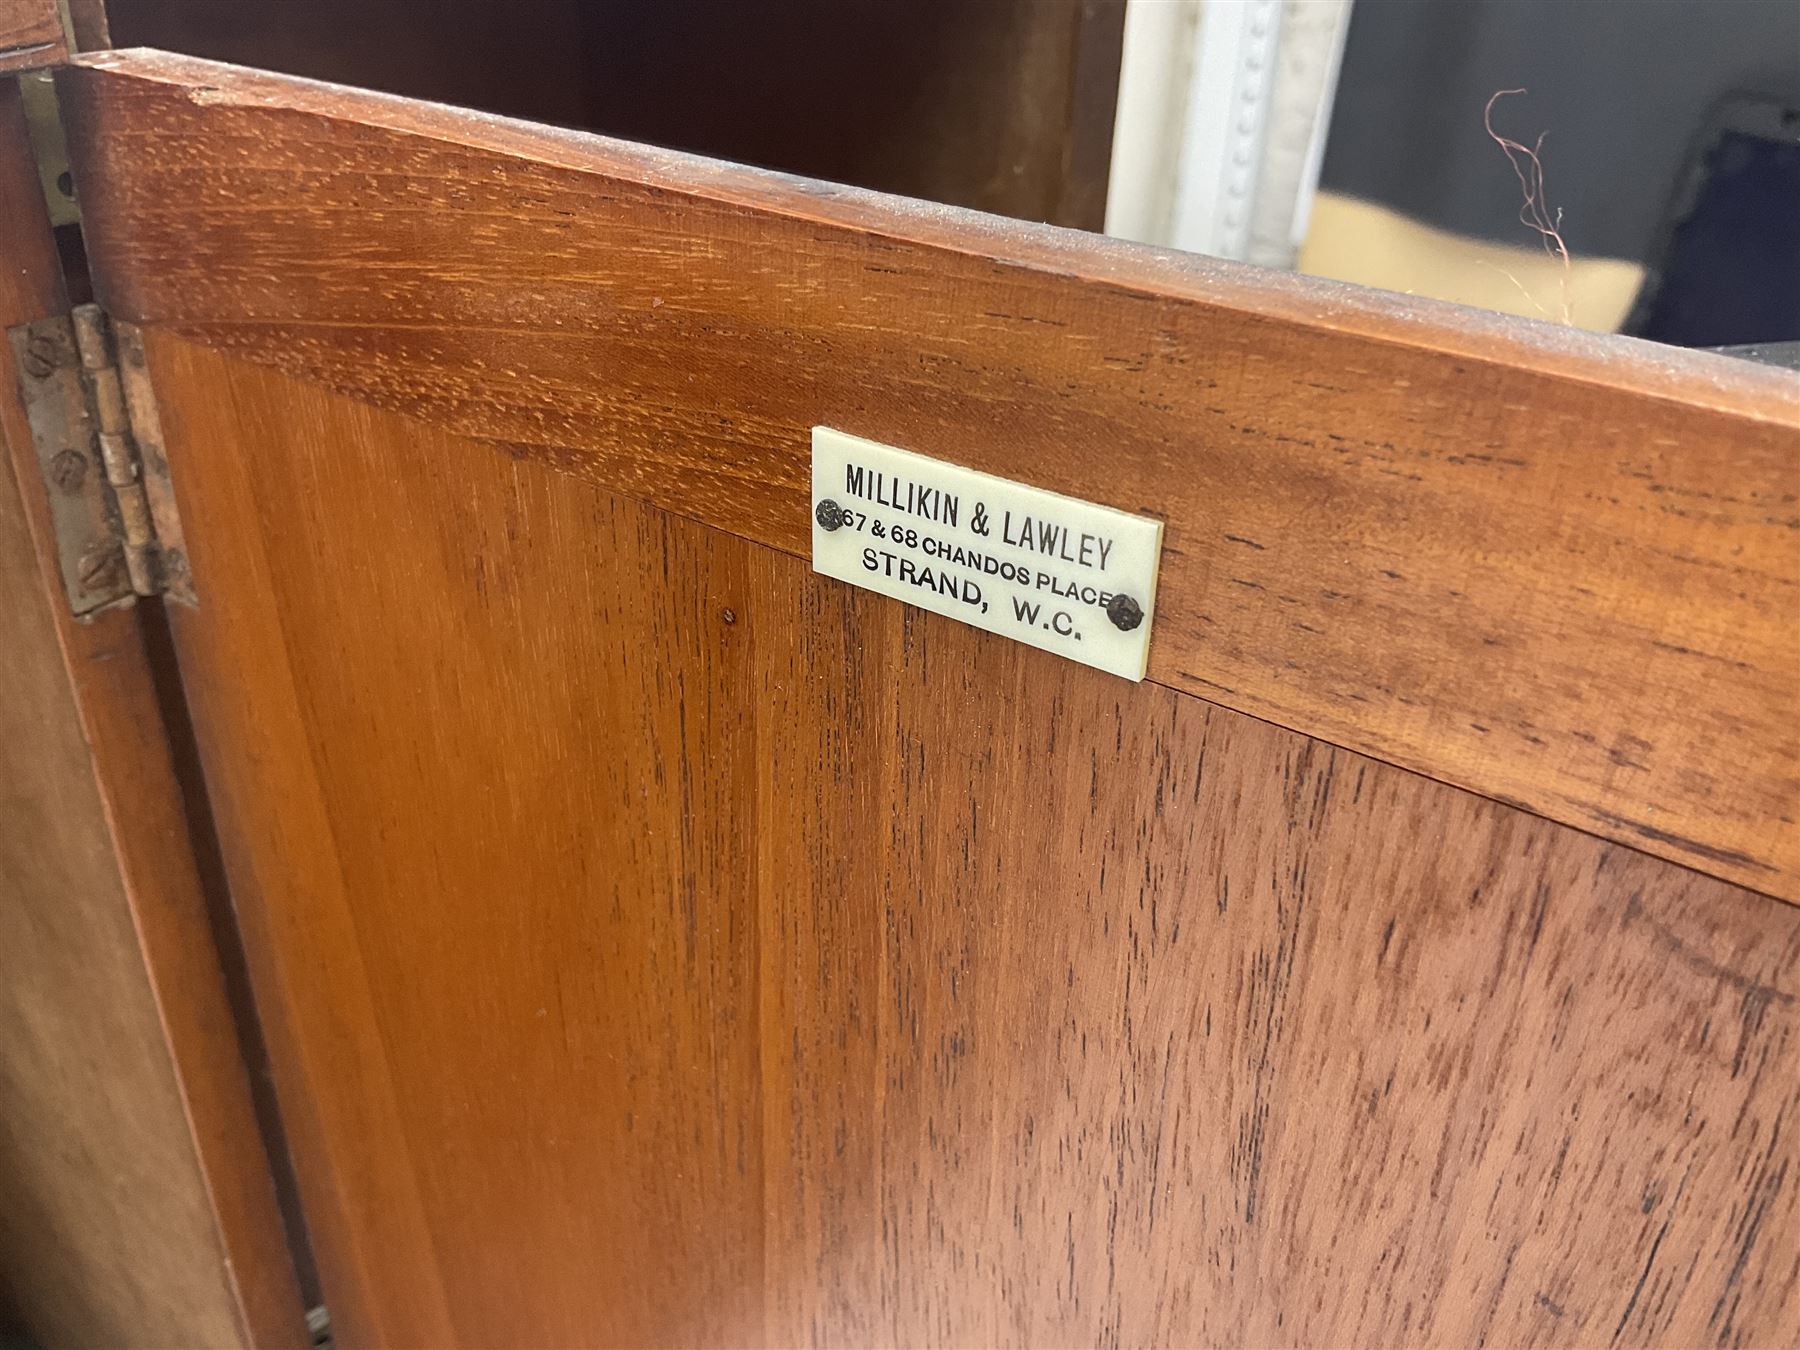 MILLIKIN & LAWLEY
67 & 68 CHANDOS PLACE
STRAND, W.C.